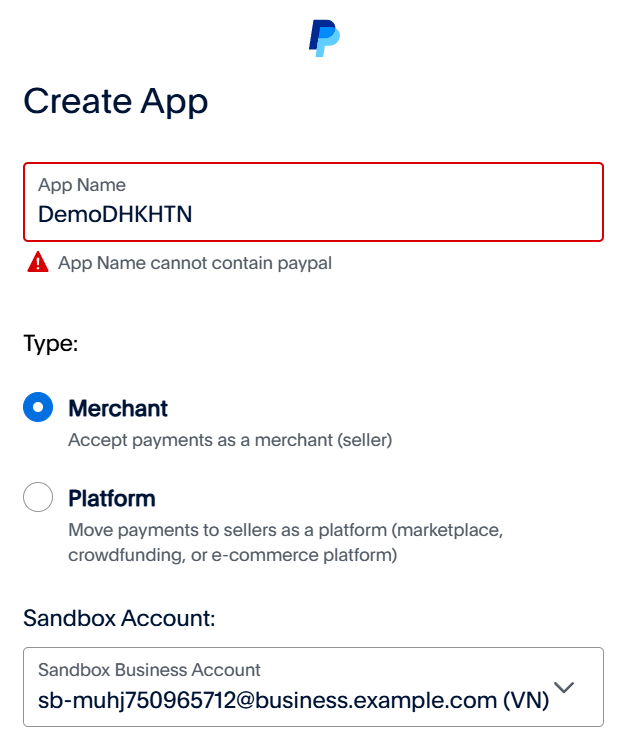 Create App
App Name
DemoDHKHTN
App Name cannot contain paypal
Type:
Merchant
Accept payments as a merchant (seller)
Platform
Move payments to sellers as a platform (marketplace,
crowdfunding, or e-commerce platform)
Sandbox Account:
Sandbox Business Account
sb-muhj750965712@business.example.com (VN)